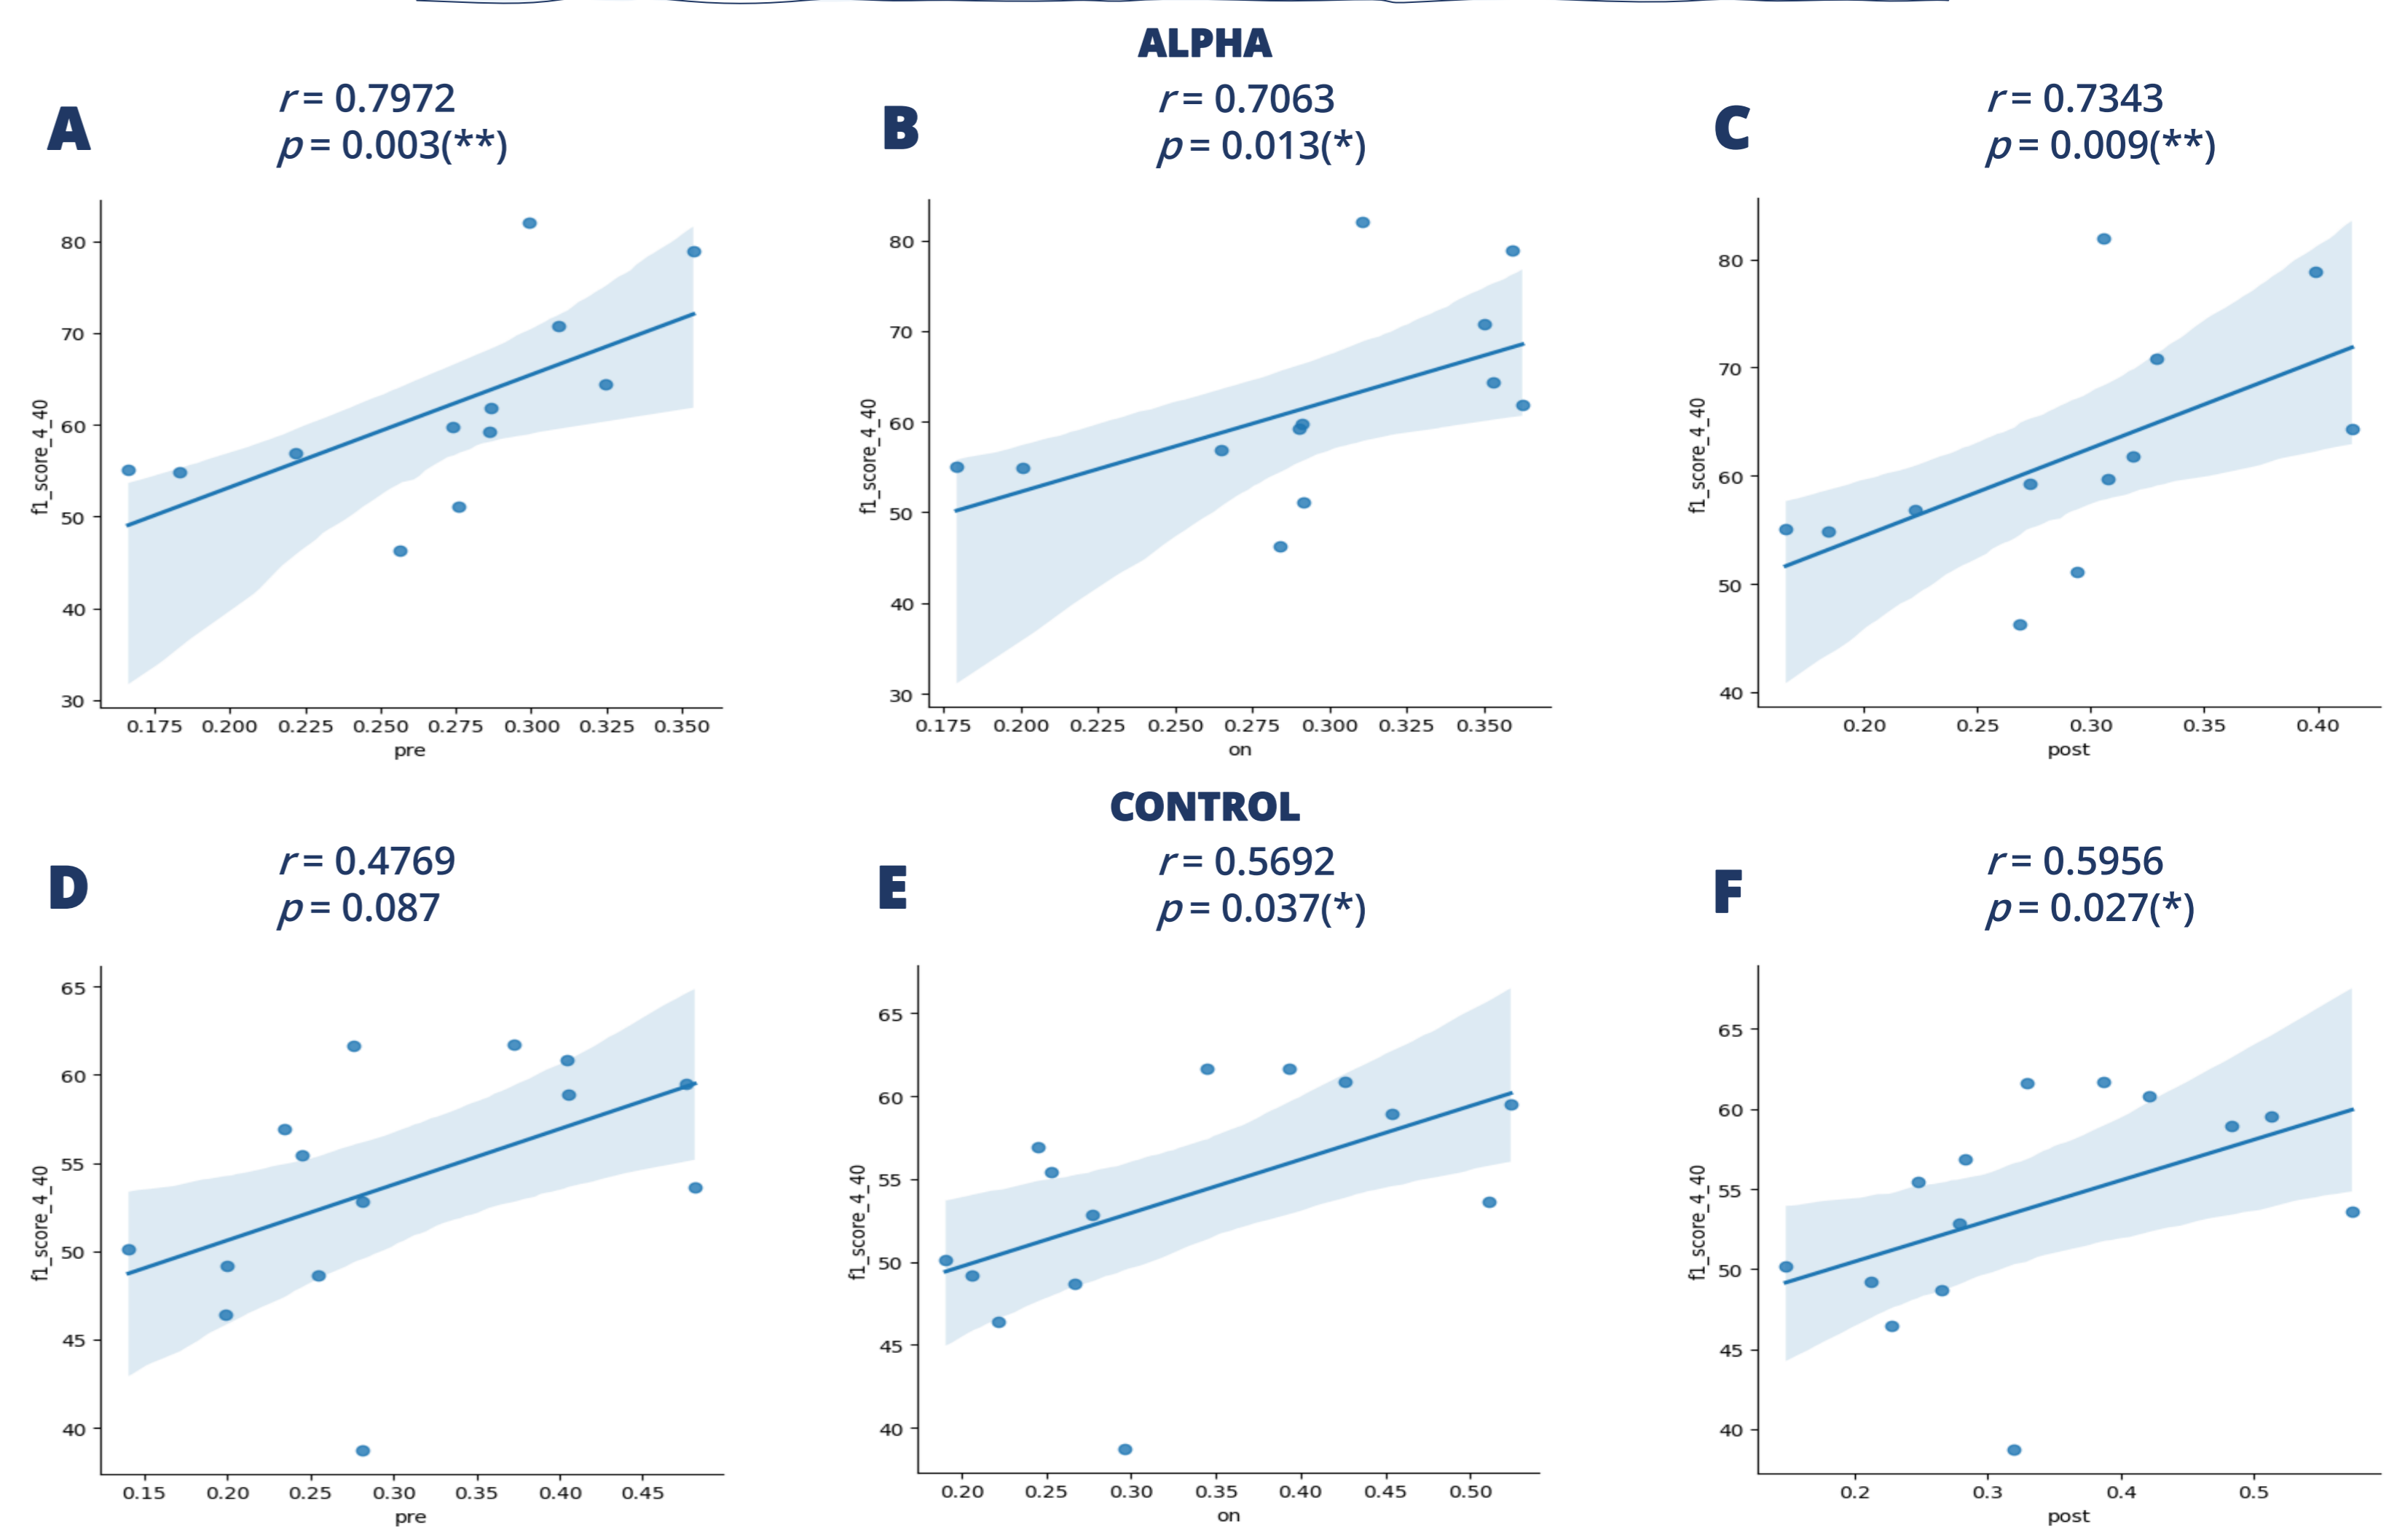 ALPHA
A
r = 0.7972
p = 0.003(**)
B
r = 0.7063
p = 0.013(*)
C
r = 0.7343
p = 0.009(**)
f1_score_4_40
80
70
60
50
40
30
0.175 0.200 0.225 0.250 0.275 0.300 0.325 0.350
pre
f1_score_4_40
80
70
60
50
40
30
0.175 0.200 0.225 0.250 0.275 0.300 0.325 0.350
on
f1_score_4_40
80
70
60
50
40
0.20 0.25 0.30 0.35 0.40
post
CONTROL
D
r = 0.4769
p = 0.087
E
r = 0.5692
p = 0.037(*)
F
r = 0.5956
p = 0.027(*)
f1_score_4_40
65
60
55
50
45
40
0.15 0.20 0.25 0.30 0.35 0.40 0.45
pre
f1_score_4_40
65
60
55
50
45
40
0.20 0.25 0.30 0.35 0.40 0.45 0.50
on
f1_score_4_40
65
60
55
50
45
40
0.2 0.3 0.4 0.5
post